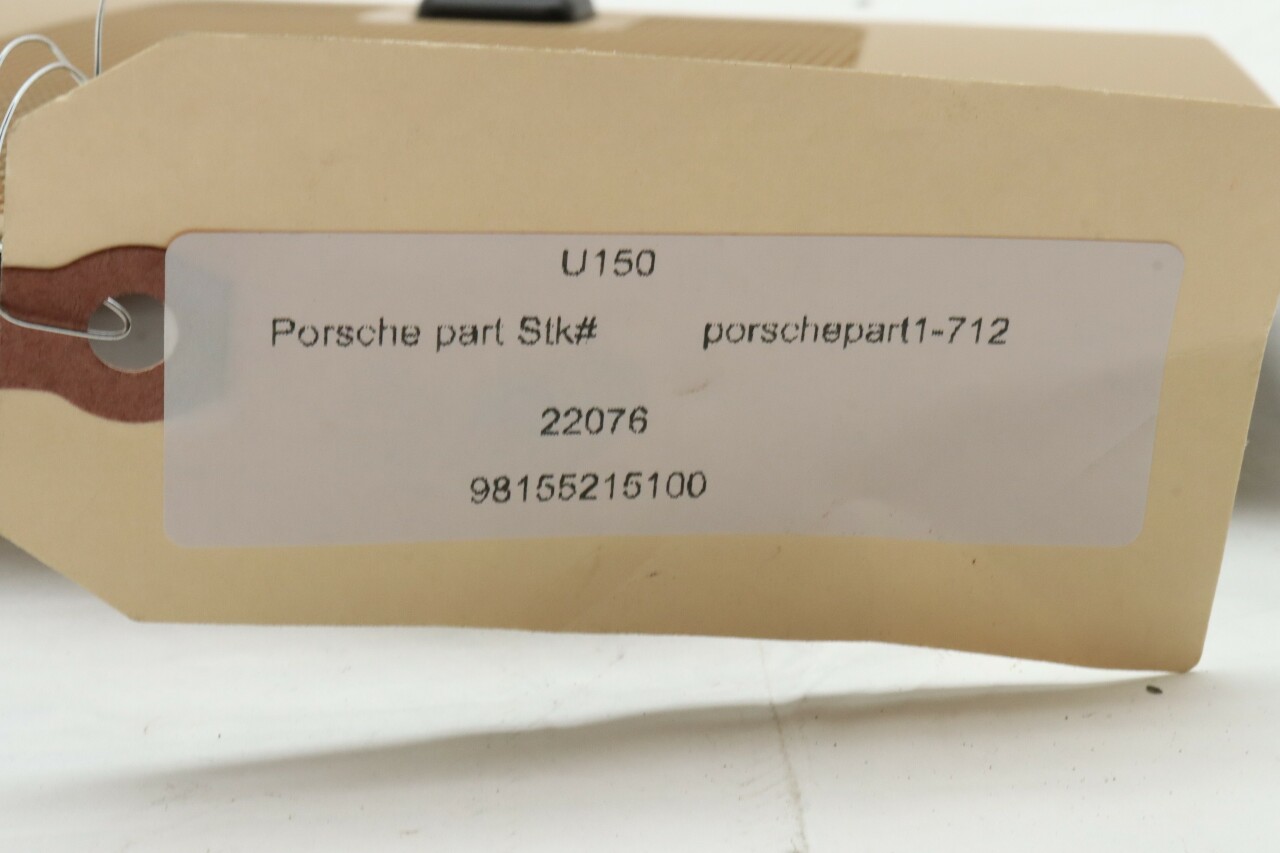 U150
Porsche part Stk# porschepart1-712
22076
98155215100